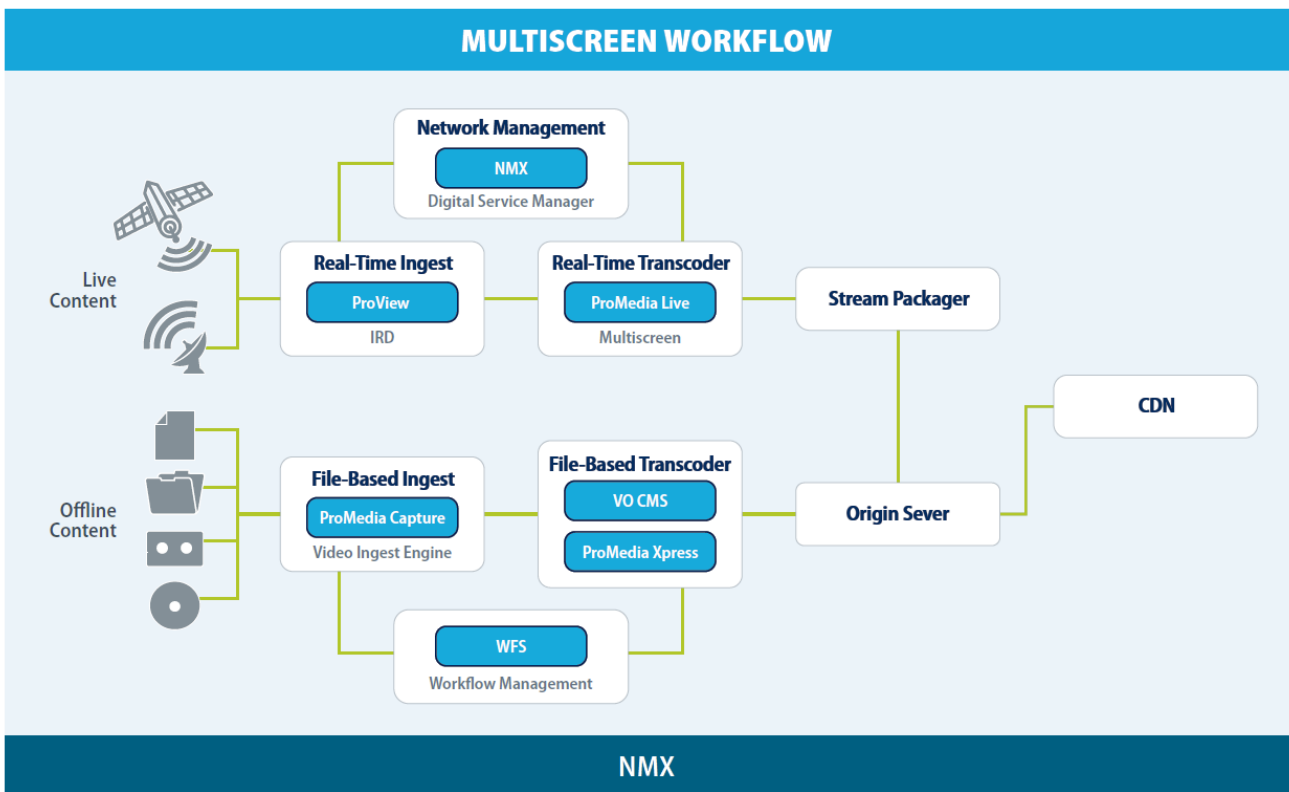 MULTISCREEN WORKFLOW
Network Management
NMX
Digital Service Manager
Live
Content
Real-Time Ingest
ProView
IRD
Real-Time Transcoder
ProMedia Live
Multiscreen
Stream Packager
CDN
Offline
Content
File-Based Ingest
ProMedia Capture
Video Ingest Engine
File-Based Transcoder
VO CMS
ProMedia Xpress
Origin Sever
WFS
Workflow Management
NMX